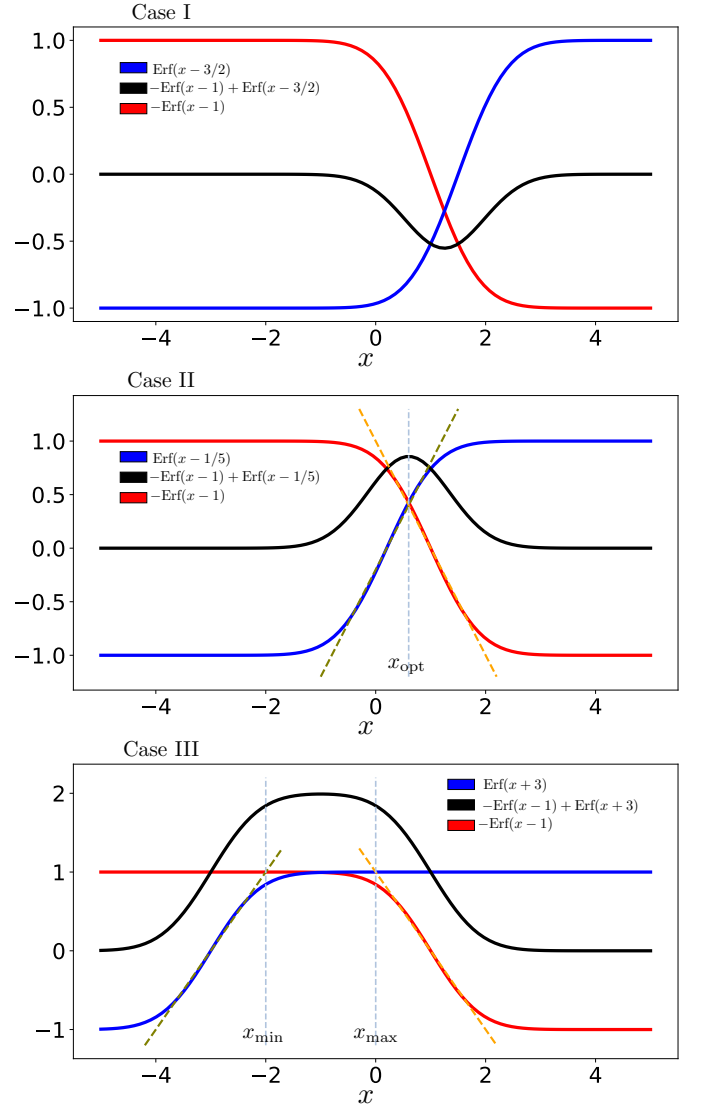 Case I
1.0
0.5
0.0
−0.5
−1.0
Erf(x − 3/2)
−Erf(x − 1) + Erf(x − 3/2)
−Erf(x − 1)
−4 −2 0 2 4
x
Case II
1.0
0.5
0.0
−0.5
−1.0
Erf(x − 1/5)
−Erf(x − 1) + Erf(x − 1/5)
−Erf(x − 1)
x_opt
−4 −2 0 2 4
x
Case III
2
1
0
−1
Erf(x + 3)
−Erf(x − 1) + Erf(x + 3)
−Erf(x − 1)
x_min x_max
−4 −2 0 2 4
x